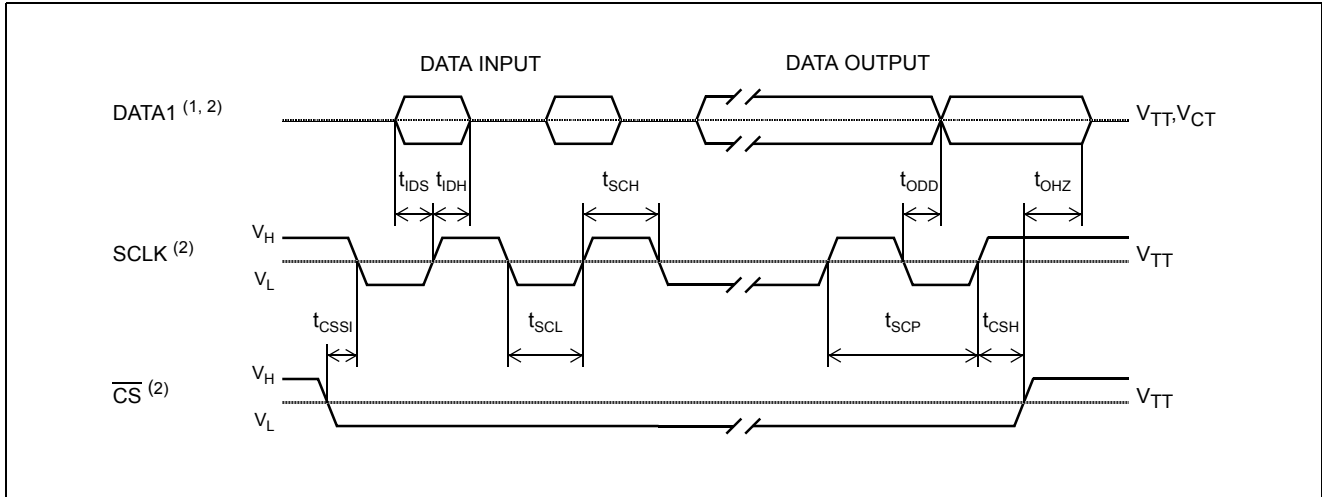 DATA INPUT DATA OUTPUT
DATA1 (1, 2) VTT,VCT
tIDS tIDH tSCH tODD tOHZ
VH
SCLK (2) VTT
VL
tCSSI tSCL tSCP tCSH
VH
CS (2) VTT
VL